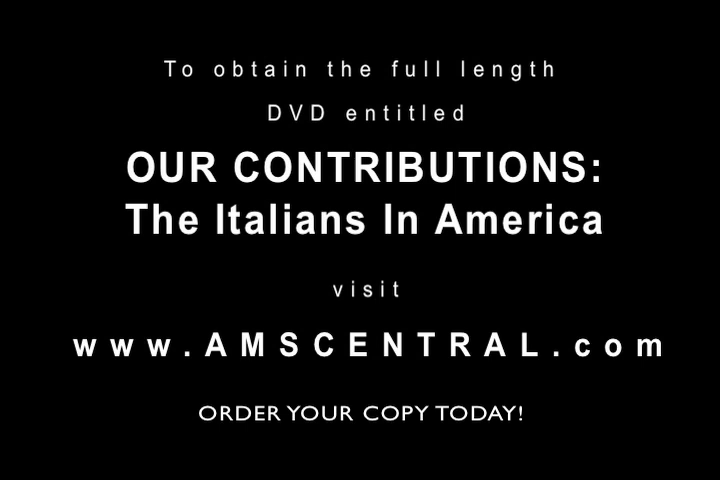 To obtain the full length
DVD entitled
OUR CONTRIBUTIONS:
The Italians In America
visit
www.AMSCENTRAL.com
ORDER YOUR COPY TODAY!